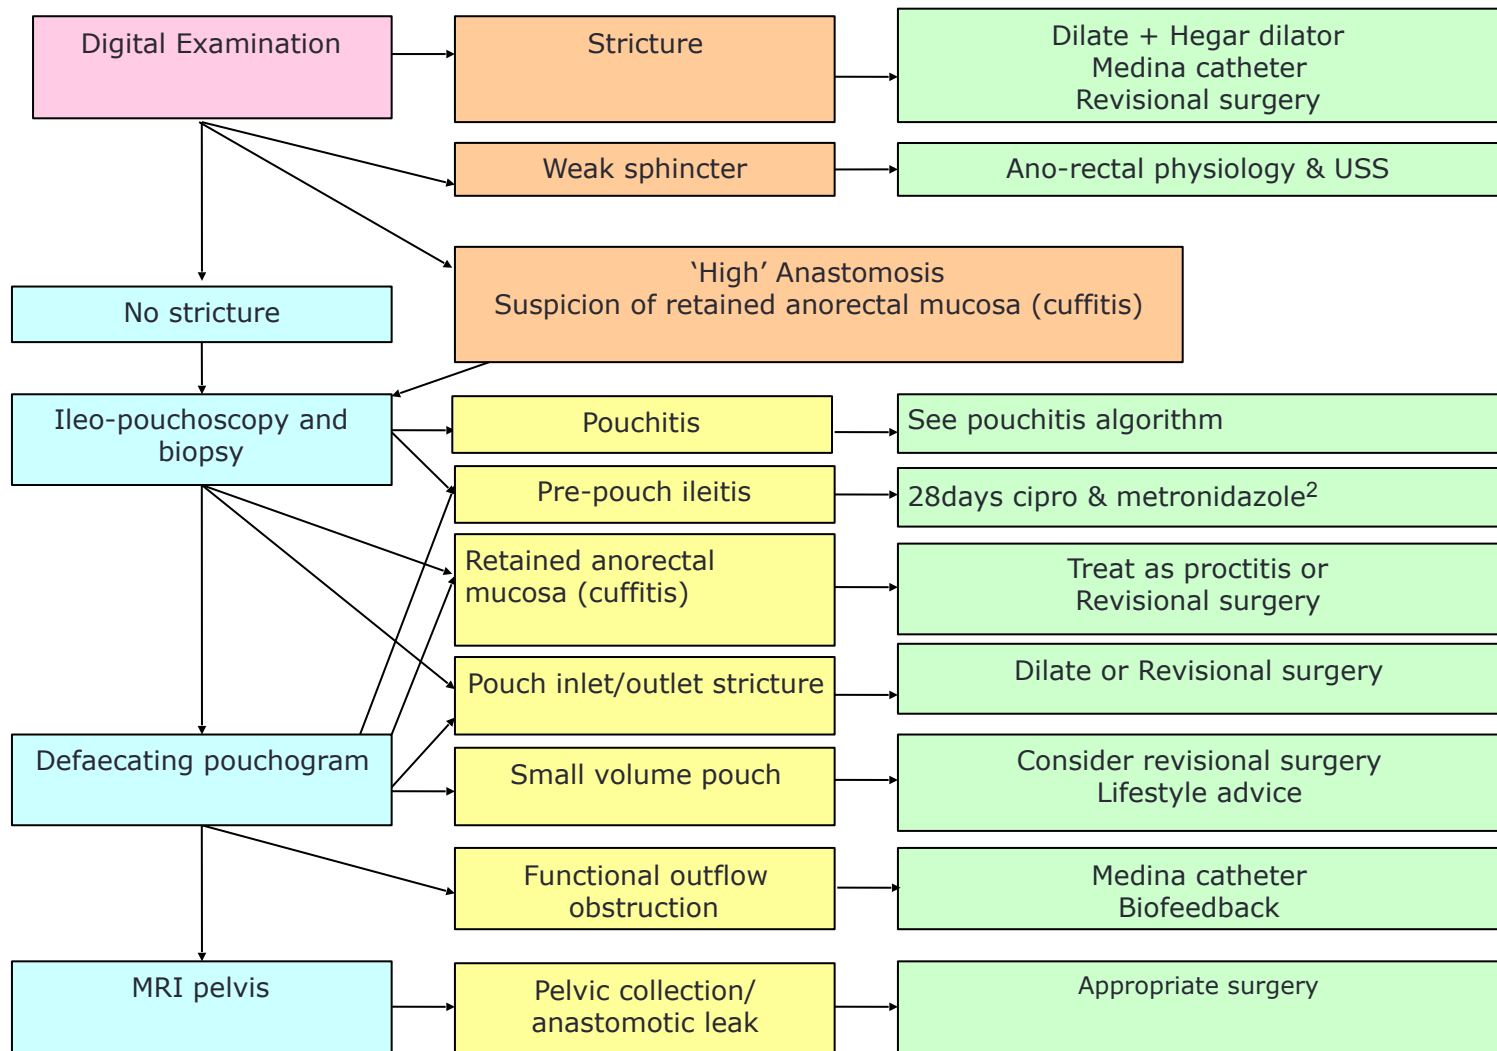 Digital Examination
Stricture
Dilate + Hegar dilator
Medina catheter
Revisional surgery
Weak sphincter
Ano-rectal physiology & USS
‘High’ Anastomosis
Suspicion of retained anorectal mucosa (cuffitis)
No stricture
Ileo-pouchoscopy and
biopsy
Pouchitis
See pouchitis algorithm
Pre-pouch ileitis
28days cipro & metronidazole²
Retained anorectal
mucosa (cuffitis)
Treat as proctitis or
Revisional surgery
Pouch inlet/outlet stricture
Dilate or Revisional surgery
Defaecating pouchogram
Small volume pouch
Consider revisional surgery
Lifestyle advice
Functional outflow
obstruction
Medina catheter
Biofeedback
MRI pelvis
Pelvic collection/
anastomotic leak
Appropriate surgery